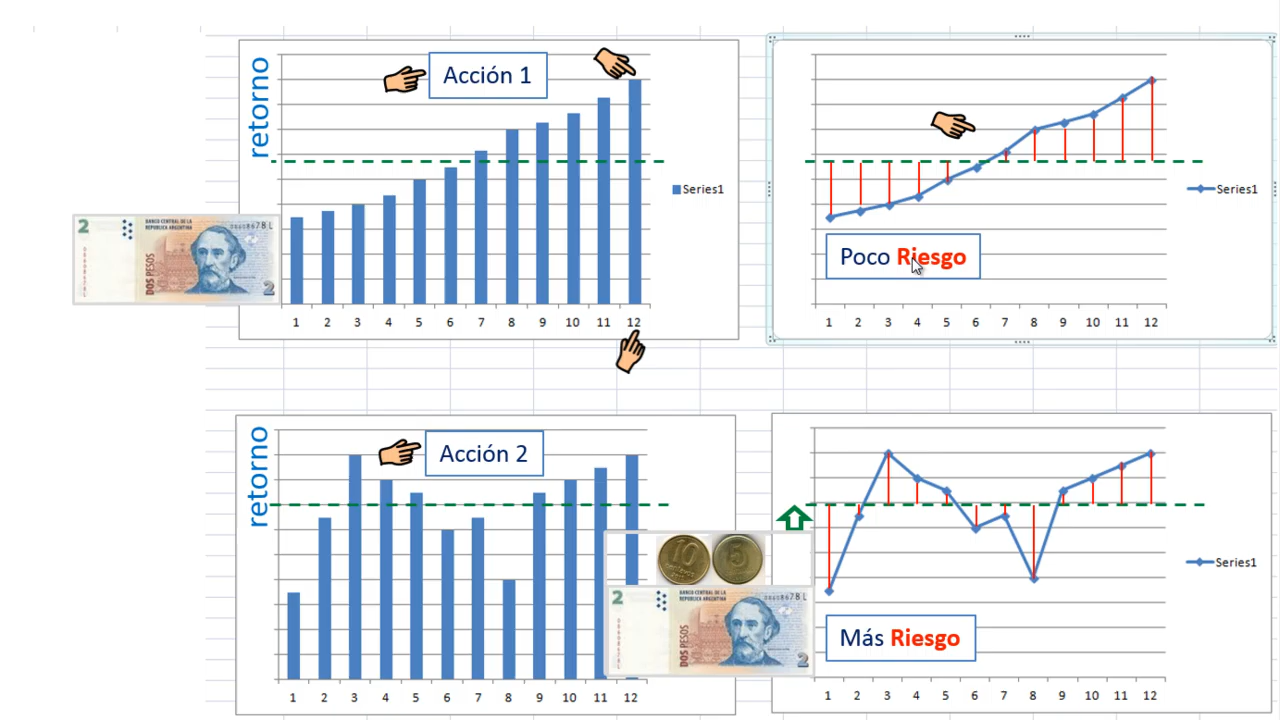 retorno
Acción 1
Series1
1 2 3 4 5 6 7 8 9 10 11 12
2
BANCO CENTRAL DE LA
REPUBLICA ARGENTINA
DOS PESOS
2
Series1
Poco Riesgo
1 2 3 4 5 6 7 8 9 10 11 12
retorno
Acción 2
1 2 3 4 5 6 7 8 9 10 11 12
10
5
2
BANCO CENTRAL DE LA
REPUBLICA ARGENTINA
DOS PESOS
2
Series1
Más Riesgo
1 2 3 4 5 6 7 8 9 10 11 12